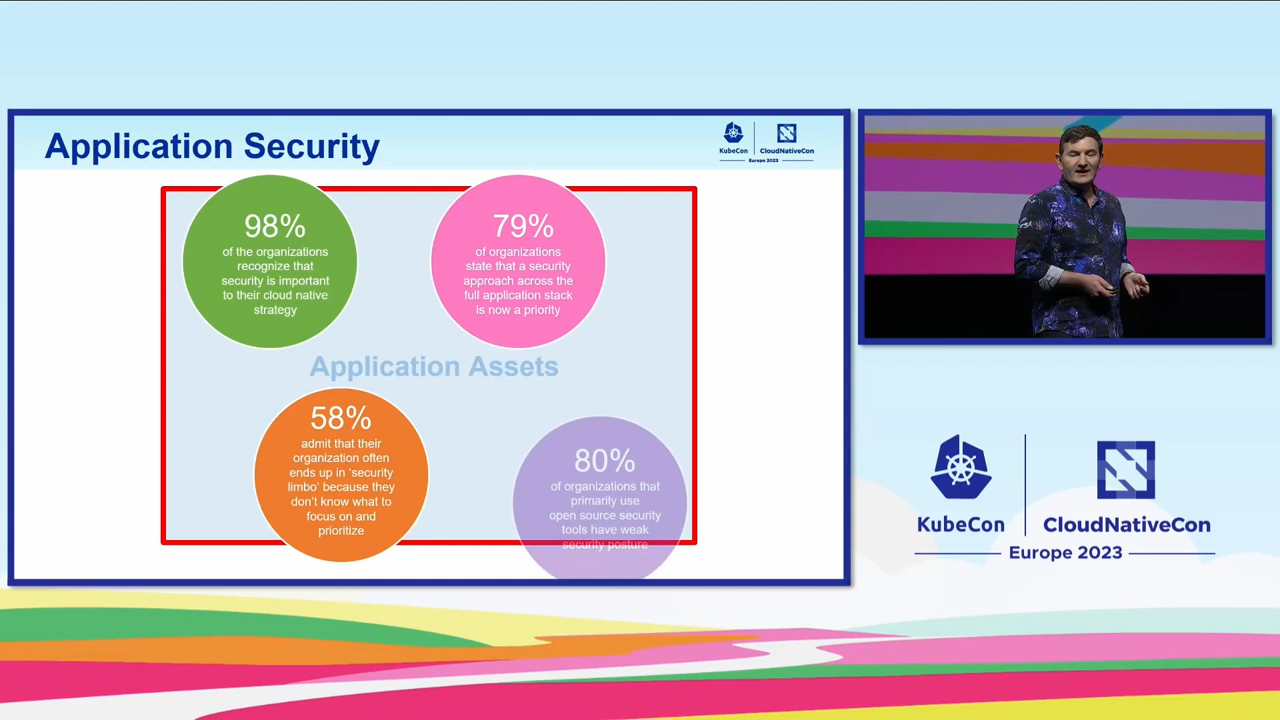 Application Security
KubeCon
CloudNativeCon
Europe 2023
98%
of the organizations
recognize that
security is important
to their cloud native
strategy
79%
of organizations
state that a security
approach across the
full application stack
is now a priority
Application Assets
58%
admit that their
organization often
ends up in 'security
limbo' because they
don't know what to
focus on and
prioritize
80%
of organizations that
primarily use
open source security
tools have weak
security posture
KubeCon
CloudNativeCon
Europe 2023